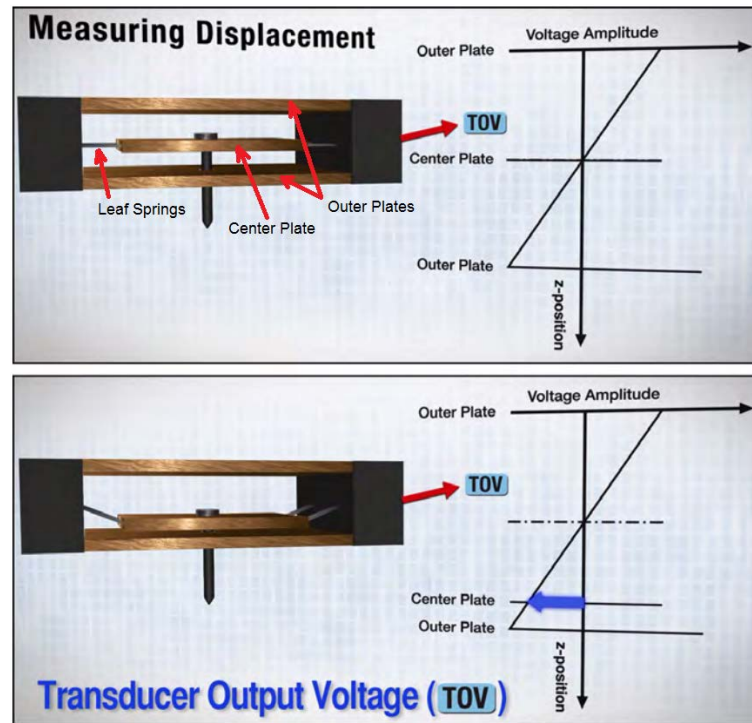 Measuring Displacement
Voltage Amplitude
Outer Plate
TOV
Center Plate
Leaf Springs
Center Plate
Outer Plates
Outer Plate
z-position
Voltage Amplitude
Outer Plate
TOV
Center Plate
Outer Plate
z-position
Transducer Output Voltage (TOV)